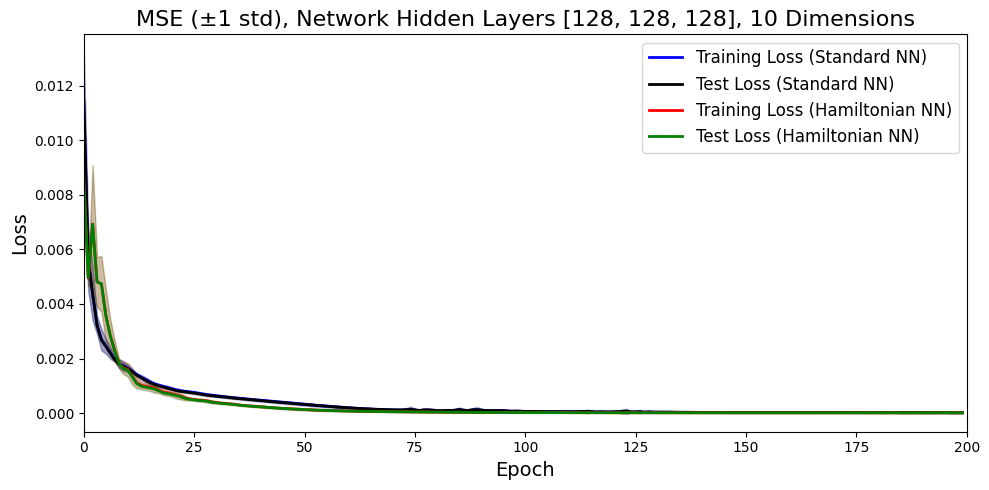 MSE (±1 std), Network Hidden Layers [128, 128, 128], 10 Dimensions
Training Loss (Standard NN)
Test Loss (Standard NN)
Training Loss (Hamiltonian NN)
Test Loss (Hamiltonian NN)
Loss
0.012
0.010
0.008
0.006
0.004
0.002
0.000
0 25 50 75 100 125 150 175 200
Epoch